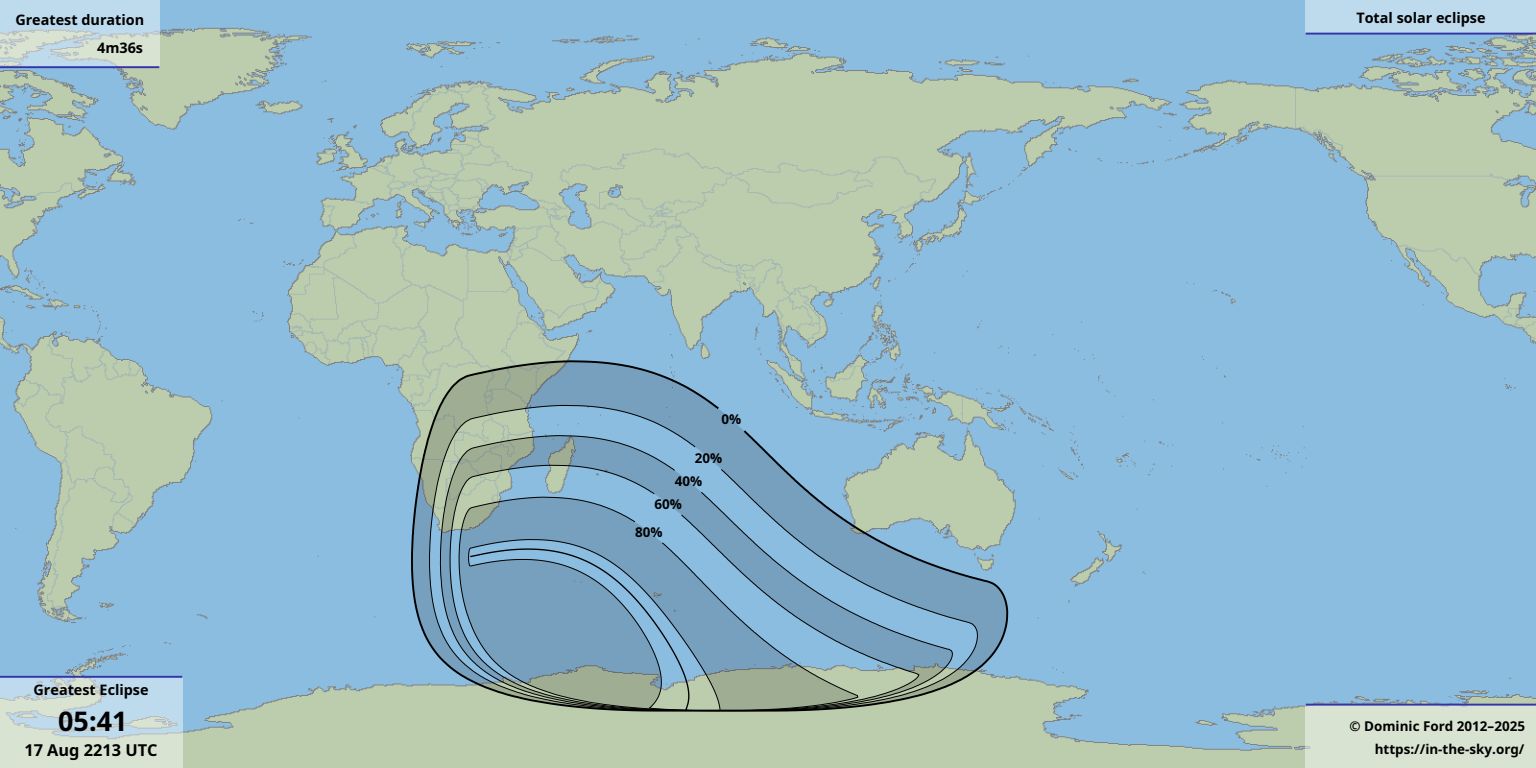 Greatest duration
4m36s
Total solar eclipse
0%
20%
40%
60%
80%
Greatest Eclipse
05:41
17 Aug 2213 UTC
© Dominic Ford 2012–2025
https://in-the-sky.org/